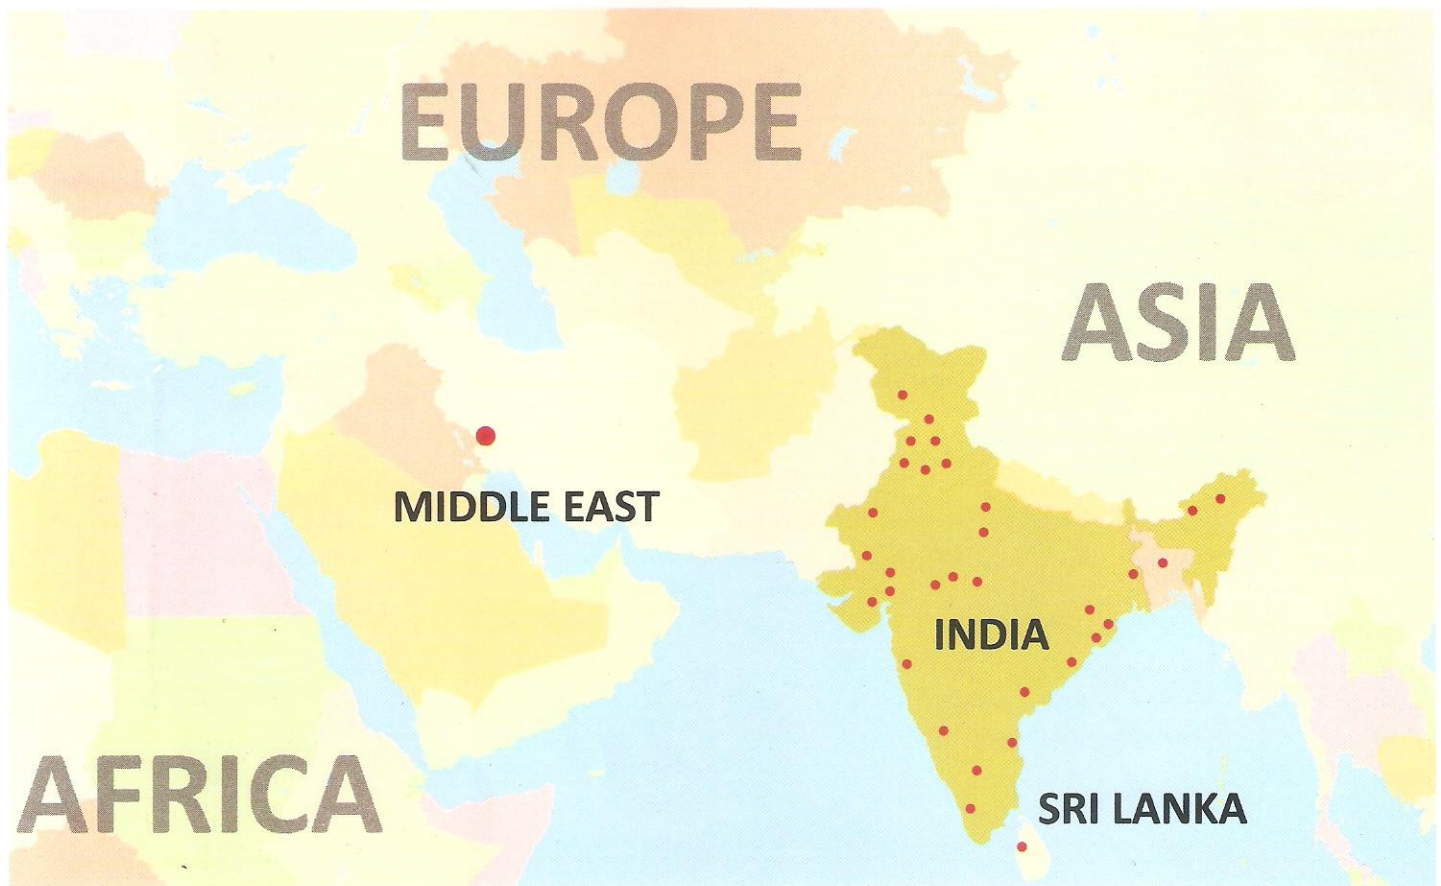 EUROPE
ASIA
MIDDLE EAST
INDIA
AFRICA
SRI LANKA